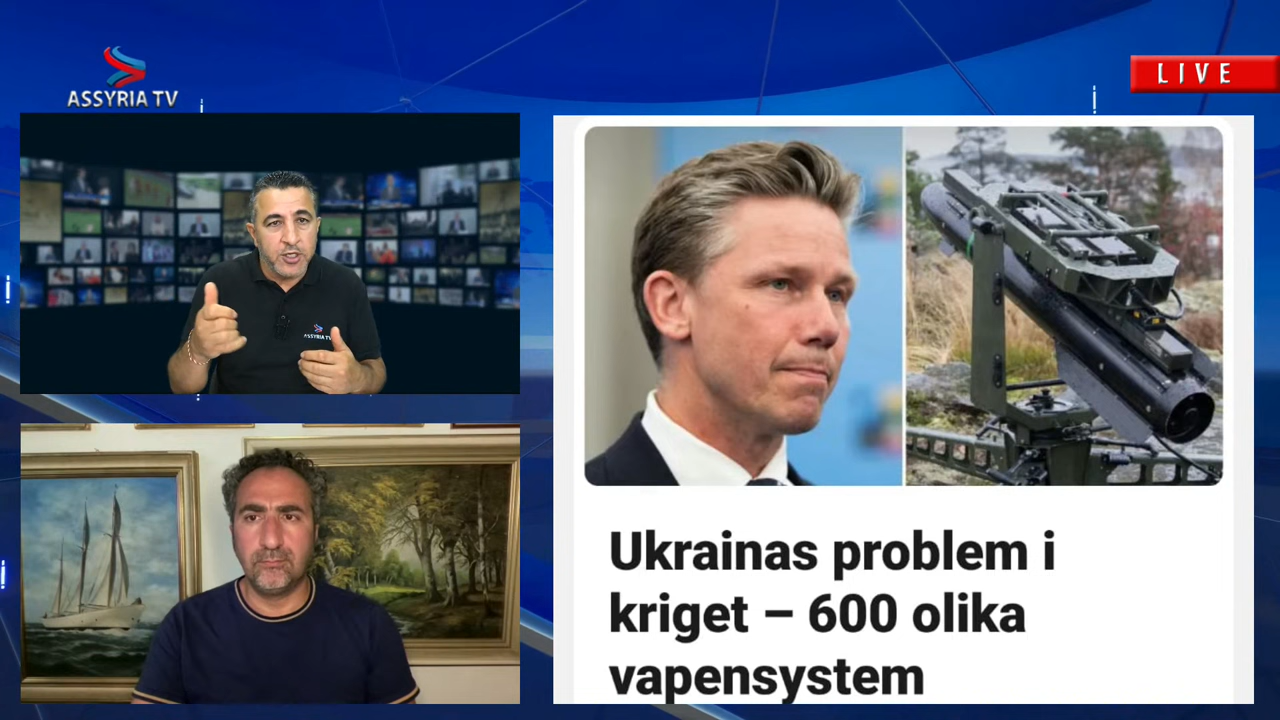 ASSYRIA TV
LIVE
ASSYRIA TV
Ukrainas problem i
kriget – 600 olika
vapensystem